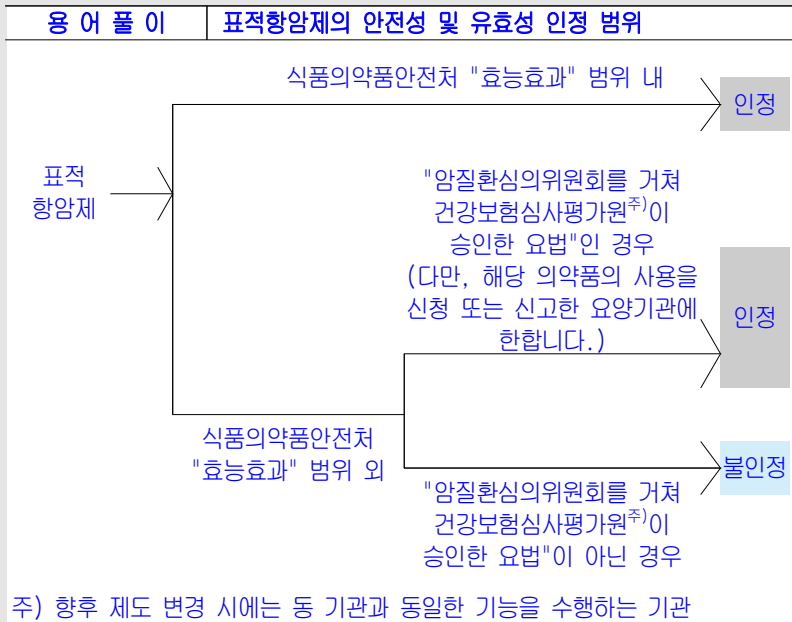 용 어 풀 이 표적항암제의 안전성 및 유효성 인정 범위
식품의약품안전처 "효능효과" 범위 내
인정
표적
항암제
"암질환심의위원회를 거쳐
건강보험심사평가원주)이
승인한 요법"인 경우
(다만, 해당 의약품의 사용을
신청 또는 신고한 요양기관에
한합니다.)
인정
식품의약품안전처
"효능효과" 범위 외
불인정
"암질환심의위원회를 거쳐
건강보험심사평가원주)이
승인한 요법"이 아닌 경우
주) 향후 제도 변경 시에는 동 기관과 동일한 기능을 수행하는 기관